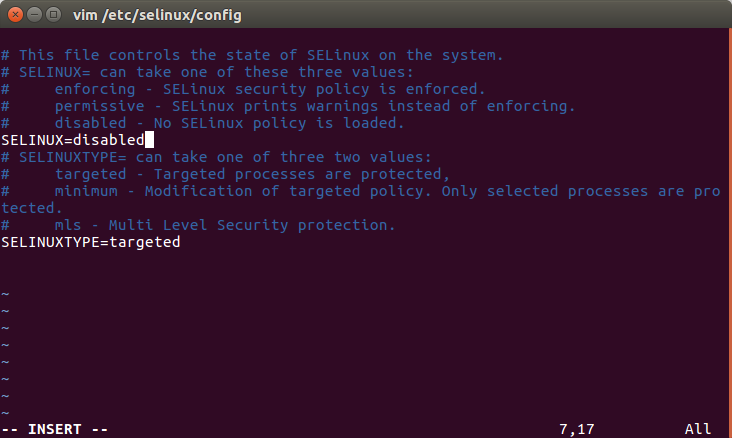 vim /etc/selinux/config
# This file controls the state of SELinux on the system.
# SELINUX= can take one of these three values:
#     enforcing - SELinux security policy is enforced.
#     permissive - SELinux prints warnings instead of enforcing.
#     disabled - No SELinux policy is loaded.
SELINUX=disabled
# SELINUXTYPE= can take one of three two values:
#     targeted - Targeted processes are protected,
#     minimum - Modification of targeted policy. Only selected processes are pro
tected.
#     mls - Multi Level Security protection.
SELINUXTYPE=targeted
~
~
~
~
~
~
~
~
-- INSERT --                                                  7,17          All